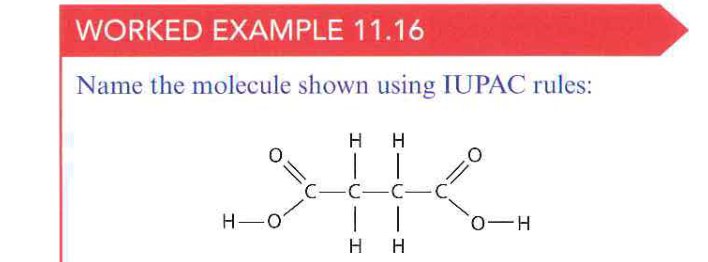 WORKED EXAMPLE 11.16
Name the molecule shown using IUPAC rules:
H H
O O
C—C—C—C
H—O O—H
H H